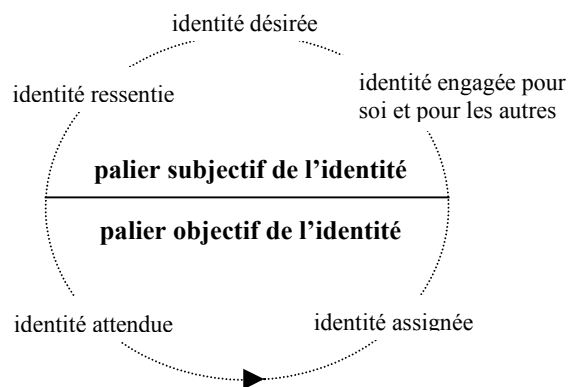 identité désirée
identité ressentie
identité engagée pour
soi et pour les autres
palier subjectif de l’identité
palier objectif de l’identité
identité attendue
identité assignée